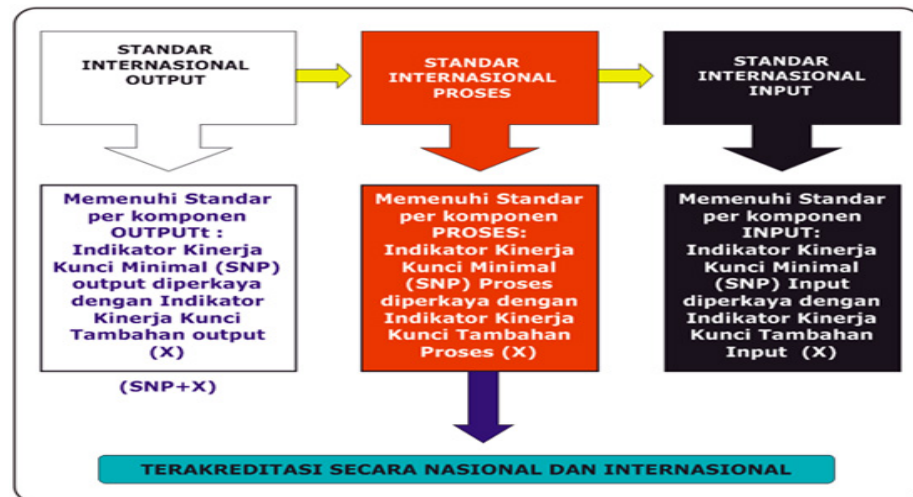 STANDAR
INTERNASIONAL
OUTPUT
STANDAR
INTERNASIONAL
PROSES
STANDAR
INTERNASIONAL
INPUT
Memenuhi Standar
per komponen
OUTPUTt :
Indikator Kinerja
Kunci Minimal (SNP)
output diperkaya
dengan Indikator
Kinerja Kunci
Tambahan output
(X)
(SNP+X)
Memenuhi Standar
per komponen
PROSES:
Indikator Kinerja
Kunci Minimal
(SNP) Proses
diperkaya dengan
Indikator Kinerja
Kunci Tambahan
Proses (X)
Memenuhi Standar
per komponen
INPUT:
Indikator Kinerja
Kunci Minimal
(SNP) Input
diperkaya dengan
Indikator Kinerja
Kunci Tambahan
Input (X)
TERAKREDITASI SECARA NASIONAL DAN INTERNASIONAL